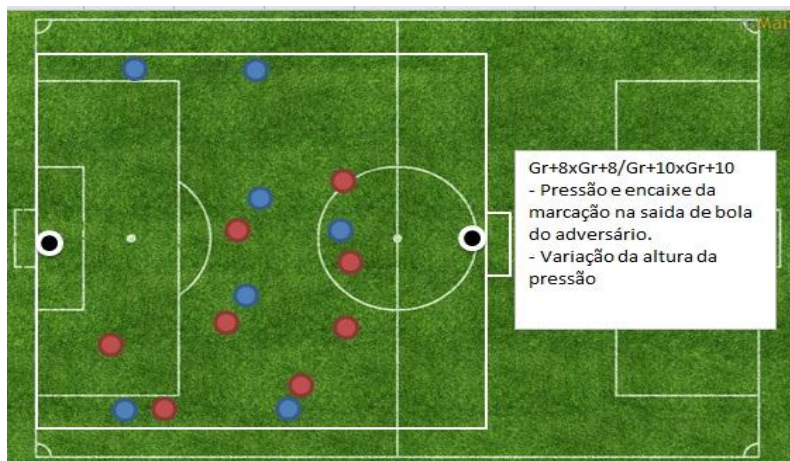 Mais
Gr+8xGr+8/Gr+10xGr+10
- Pressão e encaixe da
marcação na saida de bola
do adversário.
- Variação da altura da
pressão